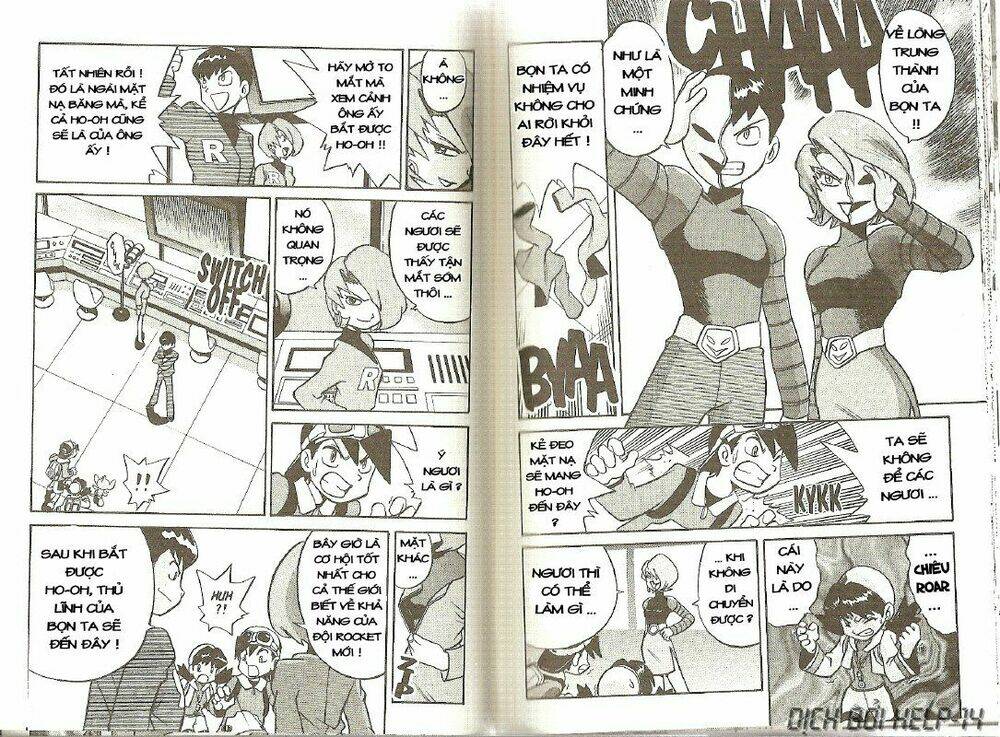 CHAAAA
VỀ LÒNG
TRUNG
THÀNH
CỦA
BỌN TA
!!
NHƯ LÀ
MỘT
MINH
CHỨNG
...
BỌN TA CÓ
NHIỆM VỤ
KHÔNG CHO
AI RỜI KHỎI
ĐÂY HẾT !
BYAA
TA SẼ
KHÔNG
ĐỂ CÁC
NGƯƠI ...
KYKK
KẺ ĐEO
MẶT NẠ
SẼ MANG
HO-OH
ĐẾN ĐÂY
?
...
CHIÊU
ROAR
...
CÁI
NÀY
LÀ DO
...
... KHI
KHÔNG
DI
CHUYỂN
ĐƯỢC?
NGƯƠI THÌ
CÓ THỂ
LÀM GÌ ...
À
KHÔNG
...
HÃY MỞ TO
MẮT MÀ
XEM CẢNH
ÔNG ẤY
BẮT ĐƯỢC
HO-OH !!
TẤT NHIÊN RỒI !
ĐÓ LÀ NGÀI MẶT
NẠ BĂNG MÀ, KỂ
CẢ HO-OH CŨNG
SẼ LÀ CỦA ÔNG
ẤY !
R
R
CÁC
NGƯƠI SẼ
ĐƯỢC
THẤY TẬN
MẮT SỚM
THÔI ...
NÓ
KHÔNG
QUAN
TRỌNG
...
R
SWITCH
OFF
!!
Ý
NGƯƠI
LÀ GÌ ?
MẶT
KHÁC
...
ZIP
BÂY GIỜ LÀ
CƠ HỘI TỐT
NHẤT CHO
CẢ THẾ GIỚI
BIẾT VỀ KHẢ
NĂNG CỦA
ĐỘI ROCKET
MỚI !
HUH
?!
SAU KHI BẮT
ĐƯỢC
HO-OH, THỦ
LĨNH CỦA
BỌN TA SẼ
ĐẾN ĐÂY !
DỊCH BỞI HELP-14